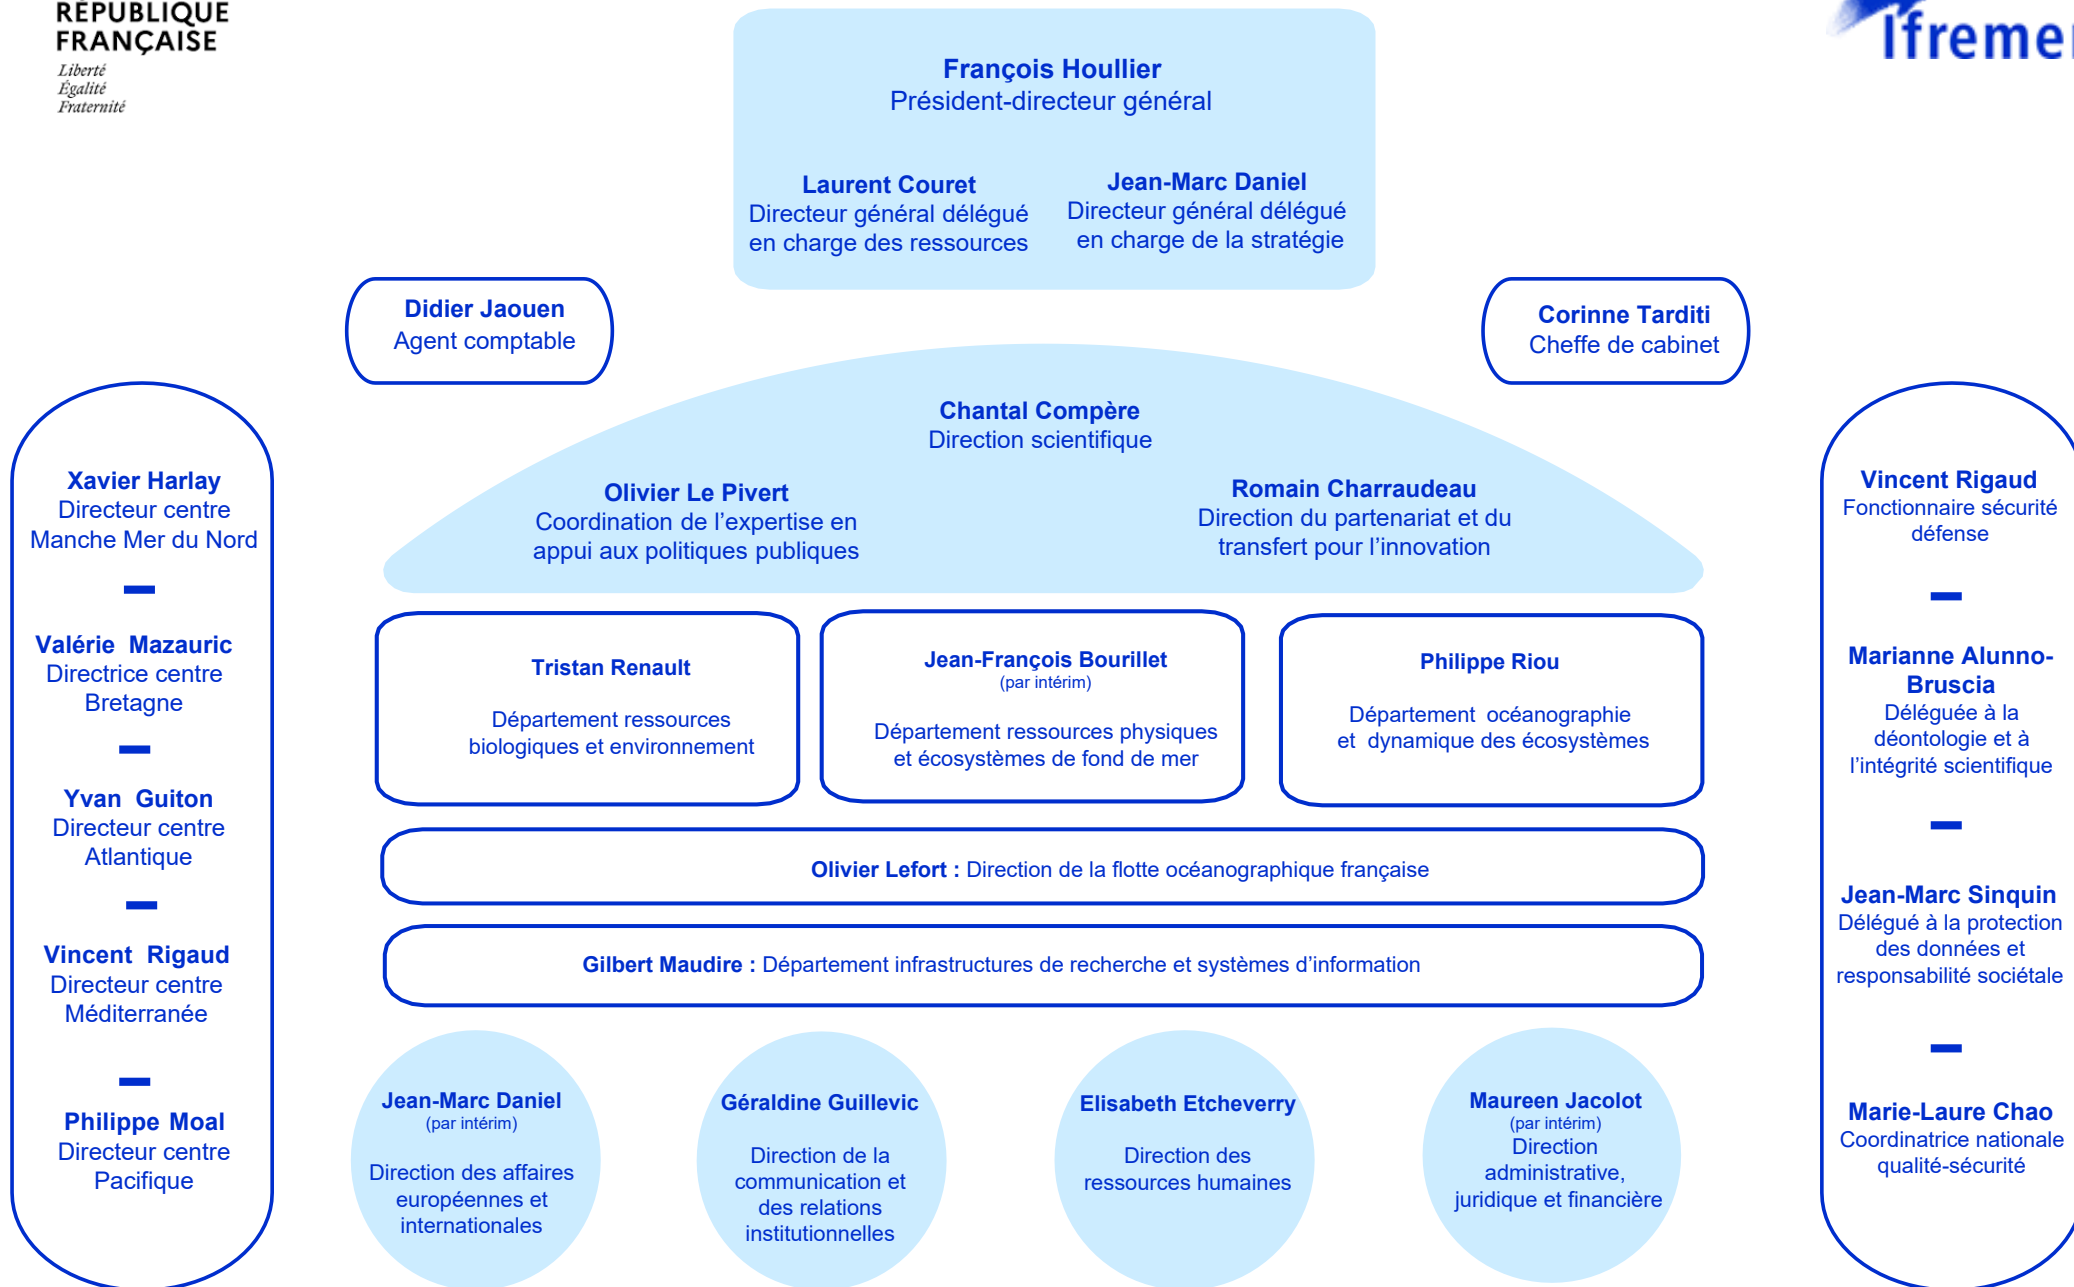 RÉPUBLIQUE
FRANÇAISE
Liberté
Égalité
Fraternité
Ifremer
François Houllier
Président-directeur général
Laurent Couret
Directeur général délégué
en charge des ressources
Jean-Marc Daniel
Directeur général délégué
en charge de la stratégie
Didier Jaouen
Agent comptable
Corinne Tarditi
Cheffe de cabinet
Chantal Compère
Direction scientifique
Olivier Le Pivert
Coordination de l’expertise en
appui aux politiques publiques
Romain Charraudeau
Direction du partenariat et du
transfert pour l’innovation
Xavier Harlay
Directeur centre
Manche Mer du Nord
Valérie Mazauric
Directrice centre
Bretagne
Yvan Guiton
Directeur centre
Atlantique
Vincent Rigaud
Directeur centre
Méditerranée
Philippe Moal
Directeur centre
Pacifique
Tristan Renault
Département ressources
biologiques et environnement
Jean-François Bourillet
(par intérim)
Département ressources physiques
et écosystèmes de fond de mer
Philippe Riou
Département océanographie
et dynamique des écosystèmes
Olivier Lefort : Direction de la flotte océanographique française
Gilbert Maudire : Département infrastructures de recherche et systèmes d’information
Jean-Marc Daniel
(par intérim)
Direction des affaires
européennes et
internationales
Géraldine Guillevic
Direction de la
communication et
des relations
institutionnelles
Elisabeth Etcheverry
Direction des
ressources humaines
Maureen Jacolot
(par intérim)
Direction
administrative,
juridique et financière
Vincent Rigaud
Fonctionnaire sécurité
défense
Marianne Alunno-
Bruscia
Déléguée à la
déontologie et à
l’intégrité scientifique
Jean-Marc Sinquin
Délégué à la protection
des données et
responsabilité sociétale
Marie-Laure Chao
Coordinatrice nationale
qualité-sécurité